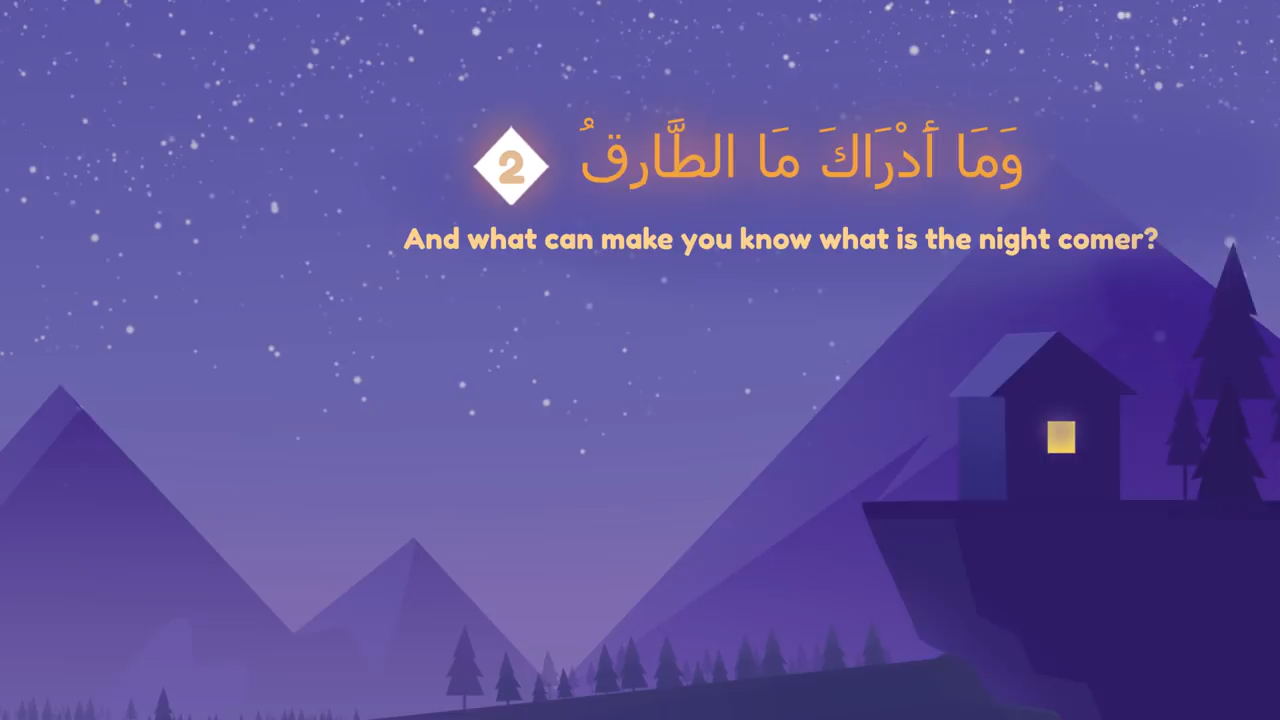 وَمَا أَدْرَاكَ مَا الطَّارِقُ 2
And what can make you know what is the night comer?